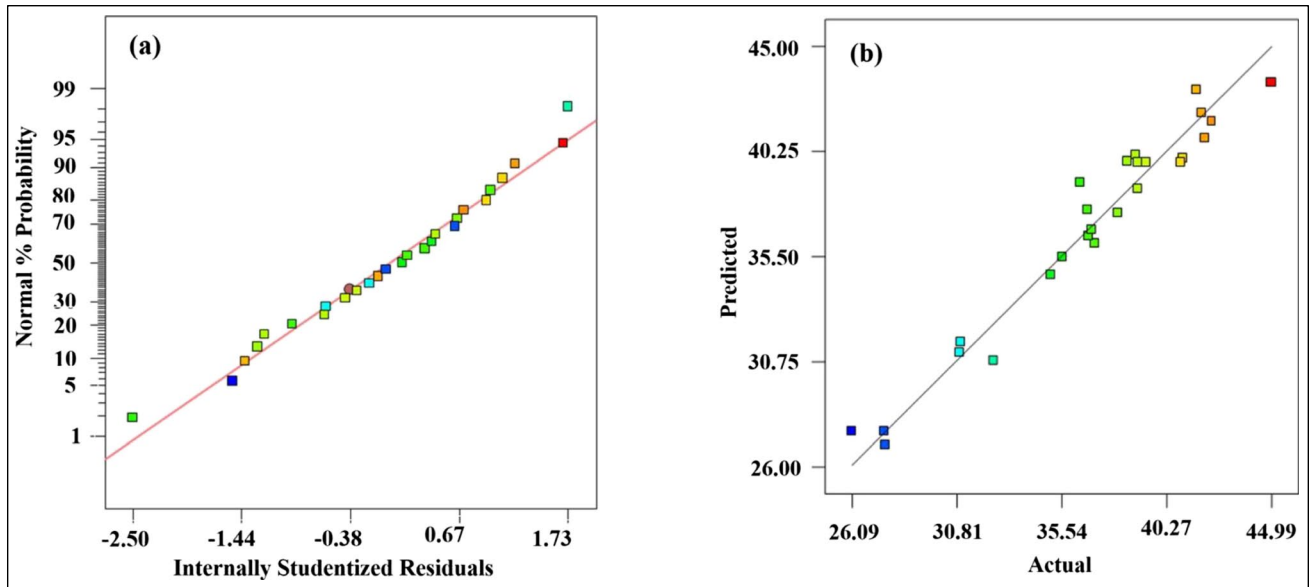 (a)
Normal % Probability
99
95
90
80
70
50
30
20
10
5
1
-2.50 -1.44 -0.38 0.67 1.73
Internally Studentized Residuals
(b)
Predicted
45.00
40.25
35.50
30.75
26.00
26.09 30.81 35.54 40.27 44.99
Actual